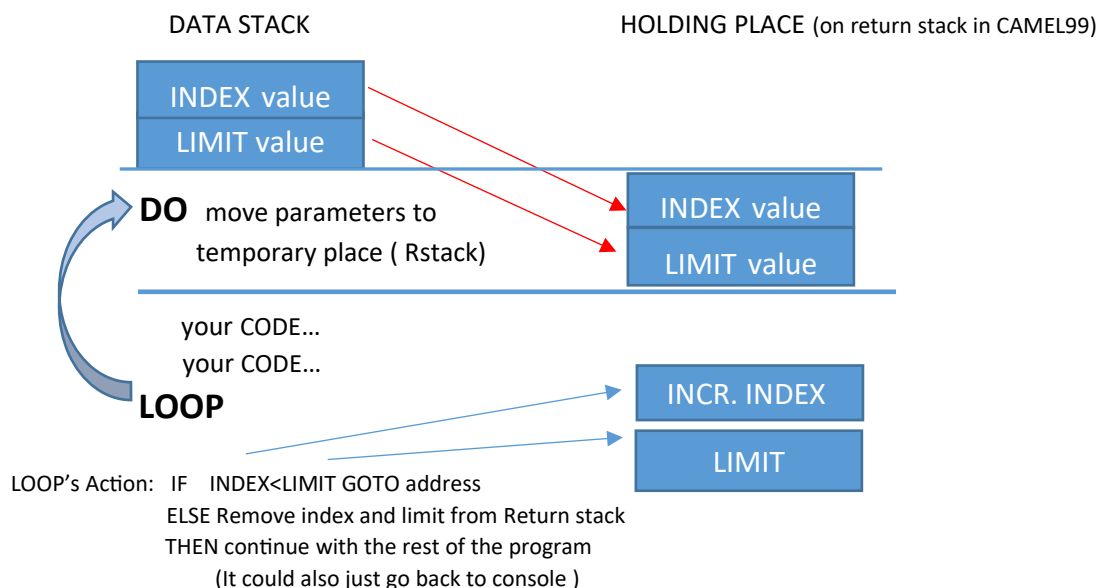 DATA STACK
HOLDING PLACE (on return stack in CAMEL99)
INDEX value
LIMIT value
DO move parameters to
temporary place ( Rstack)
INDEX value
LIMIT value
your CODE...
your CODE...
LOOP
INCR. INDEX
LIMIT
LOOP's Action: IF INDEX<LIMIT GOTO address
ELSE Remove index and limit from Return stack
THEN continue with the rest of the program
(It could also just go back to console )